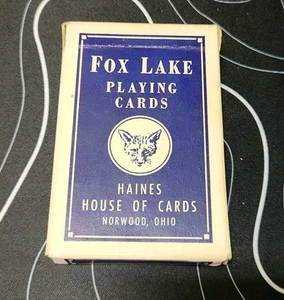 FOX LAKE
PLAYING
CARDS
HAINES
HOUSE OF CARDS
NORWOOD, OHIO